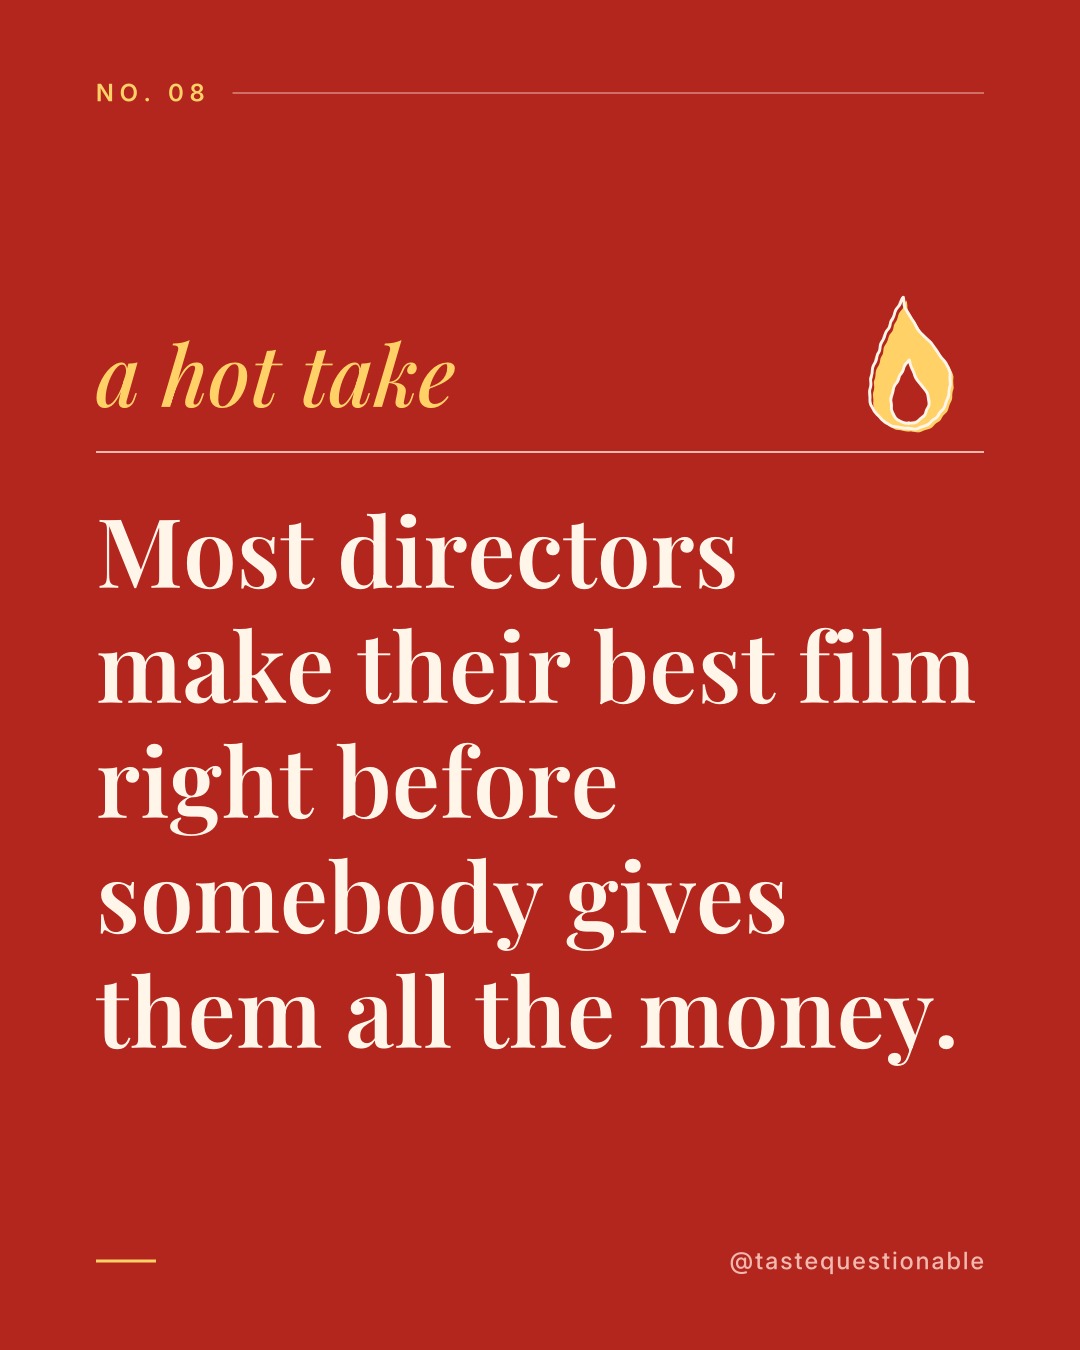 NO. 08
a hot take
Most directors
make their best film
right before
somebody gives
them all the money.
@tastequestionable